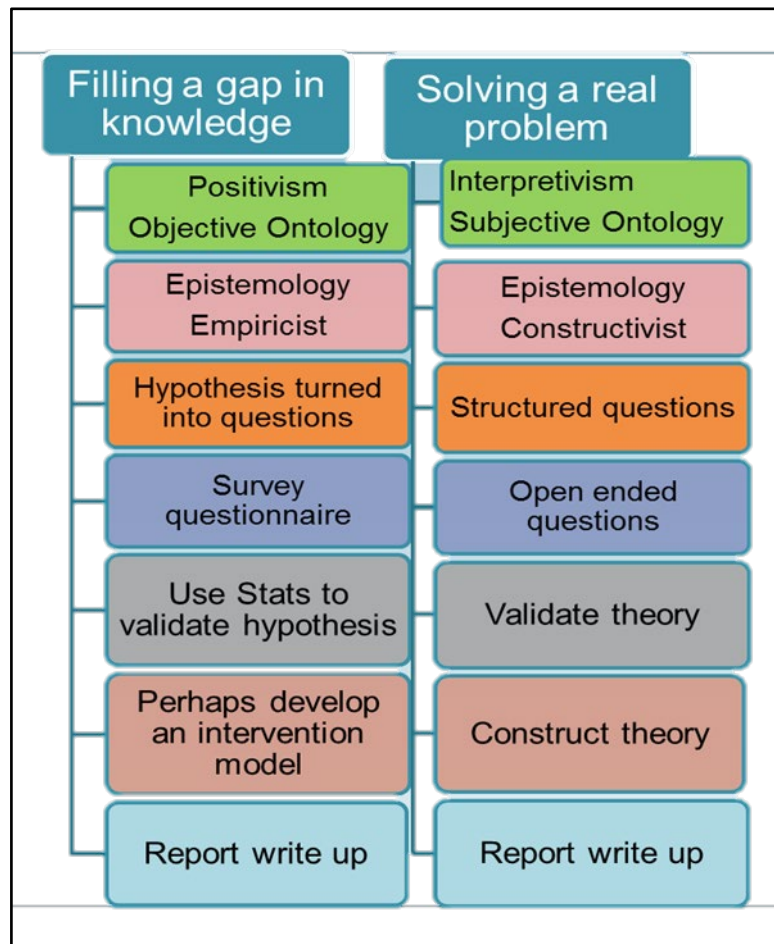 Filling a gap in
knowledge
Positivism
Objective Ontology
Epistemology
Empiricist
Hypothesis turned
into questions
Survey
questionnaire
Use Stats to
validate hypothesis
Perhaps develop
an intervention
model
Report write up
Solving a real
problem
Interpretivism
Subjective Ontology
Epistemology
Constructivist
Structured questions
Open ended
questions
Validate theory
Construct theory
Report write up